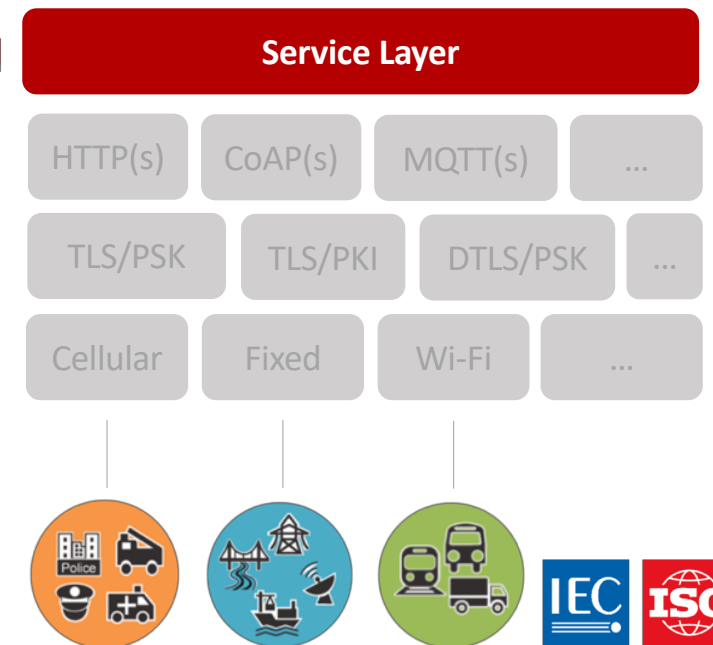 Service Layer
HTTP(s) CoAP(s) MQTT(s) ...
TLS/PSK TLS/PKI DTLS/PSK ...
Cellular Fixed Wi-Fi ...
Police
IEC ISO